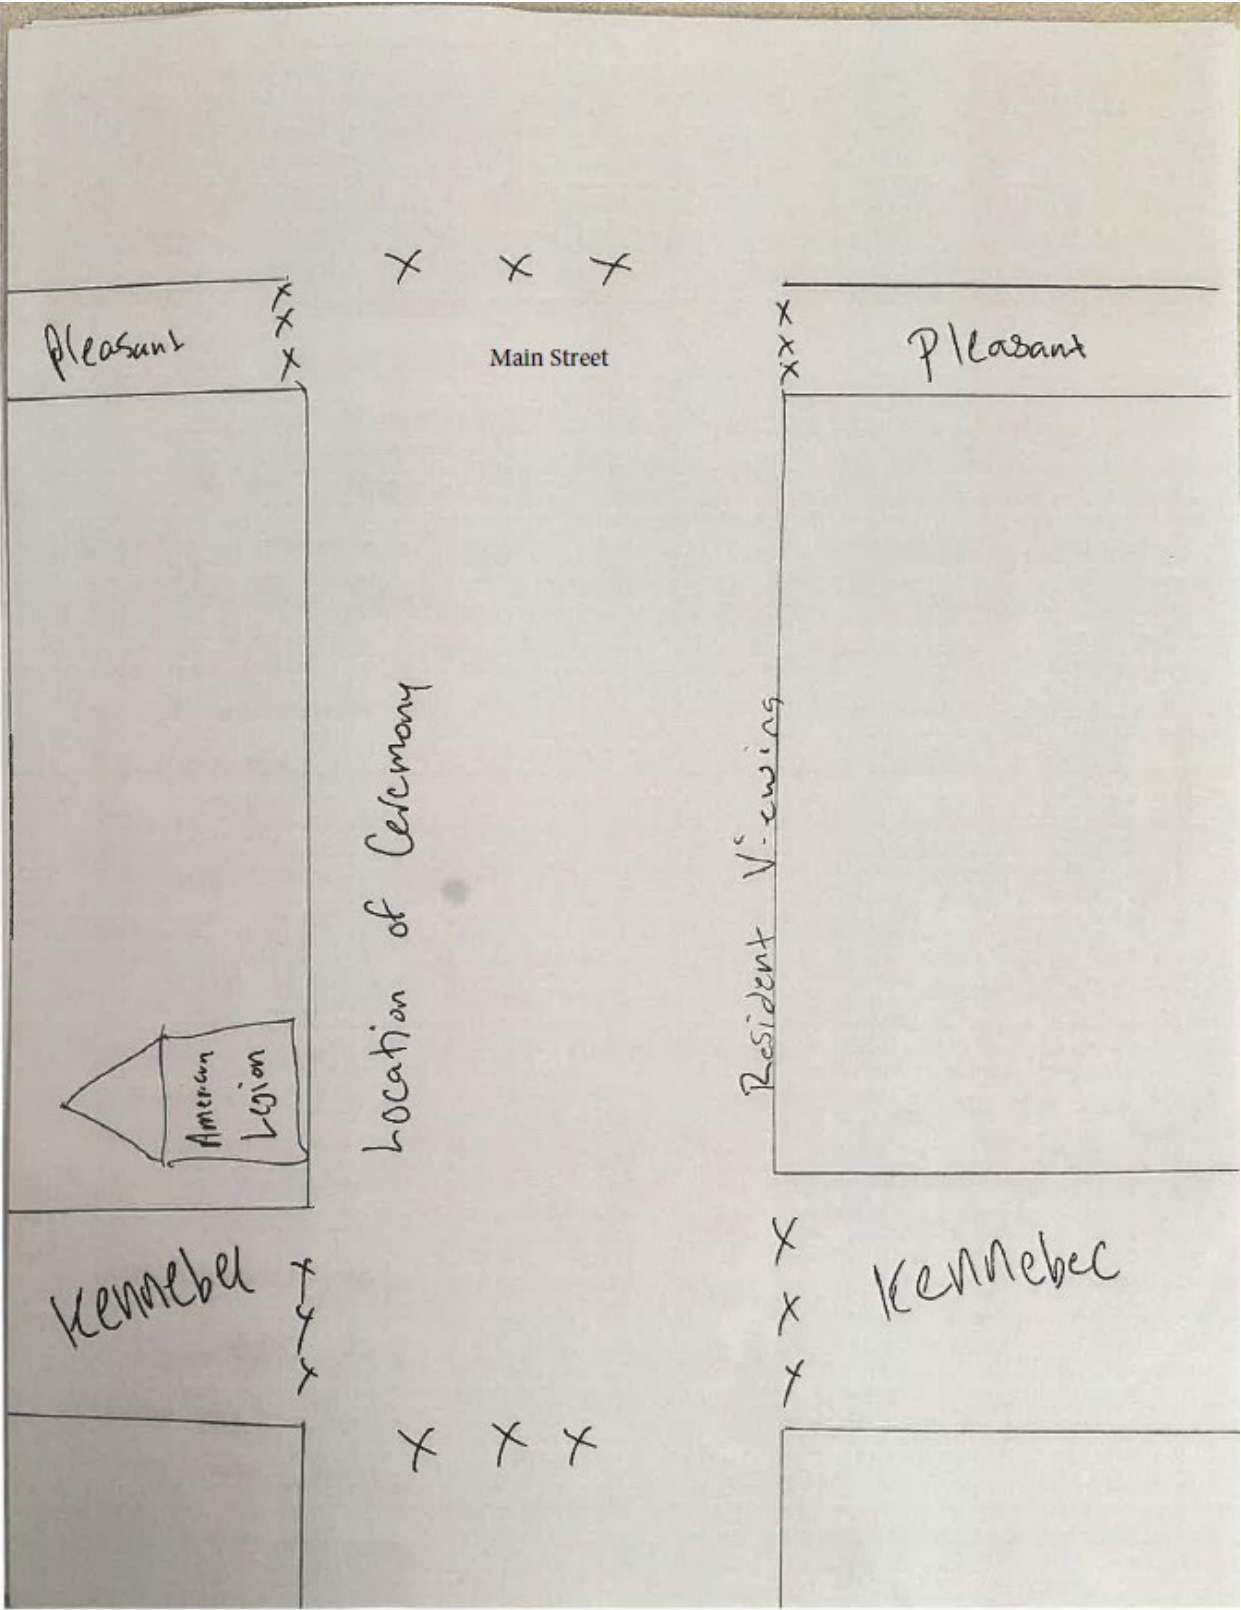 X X X
X
X
X
Pleasant
Main Street
X
X
X
Pleasant
Location of Ceremony
Resident Viewing
American
Legion
Kennebec
X
X
X
X
X
X
Kennebec
X X X